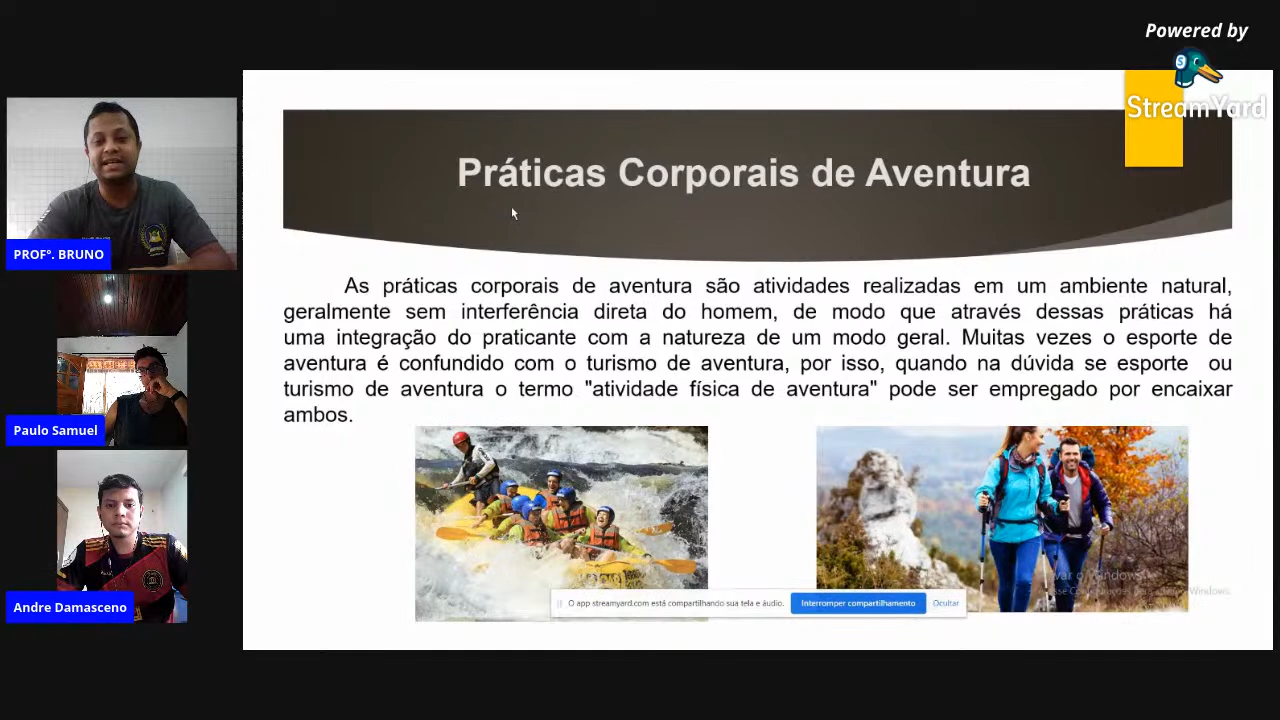 Powered by
StreamYard
Práticas Corporais de Aventura
PROFº. BRUNO
As práticas corporais de aventura são atividades realizadas em um ambiente natural,
geralmente sem interferência direta do homem, de modo que através dessas práticas há
uma integração do praticante com a natureza de um modo geral. Muitas vezes o esporte de
aventura é confundido com o turismo de aventura, por isso, quando na dúvida se esporte ou
turismo de aventura o termo "atividade física de aventura" pode ser empregado por encaixar
ambos.
Paulo Samuel
Andre Damasceno
O app streamyard.com está compartilhando sua tela e áudio.
Interromper compartilhamento
Ocultar
Windows